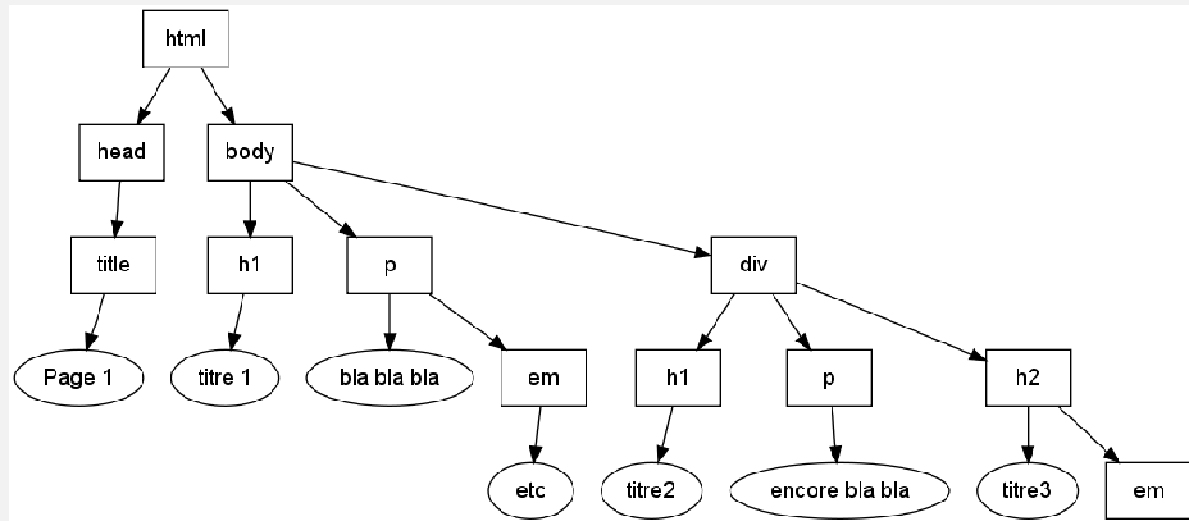 html
head
body
title
h1
p
div
Page 1
titre 1
bla bla bla
em
h1
p
h2
etc
titre2
encore bla bla
titre3
em